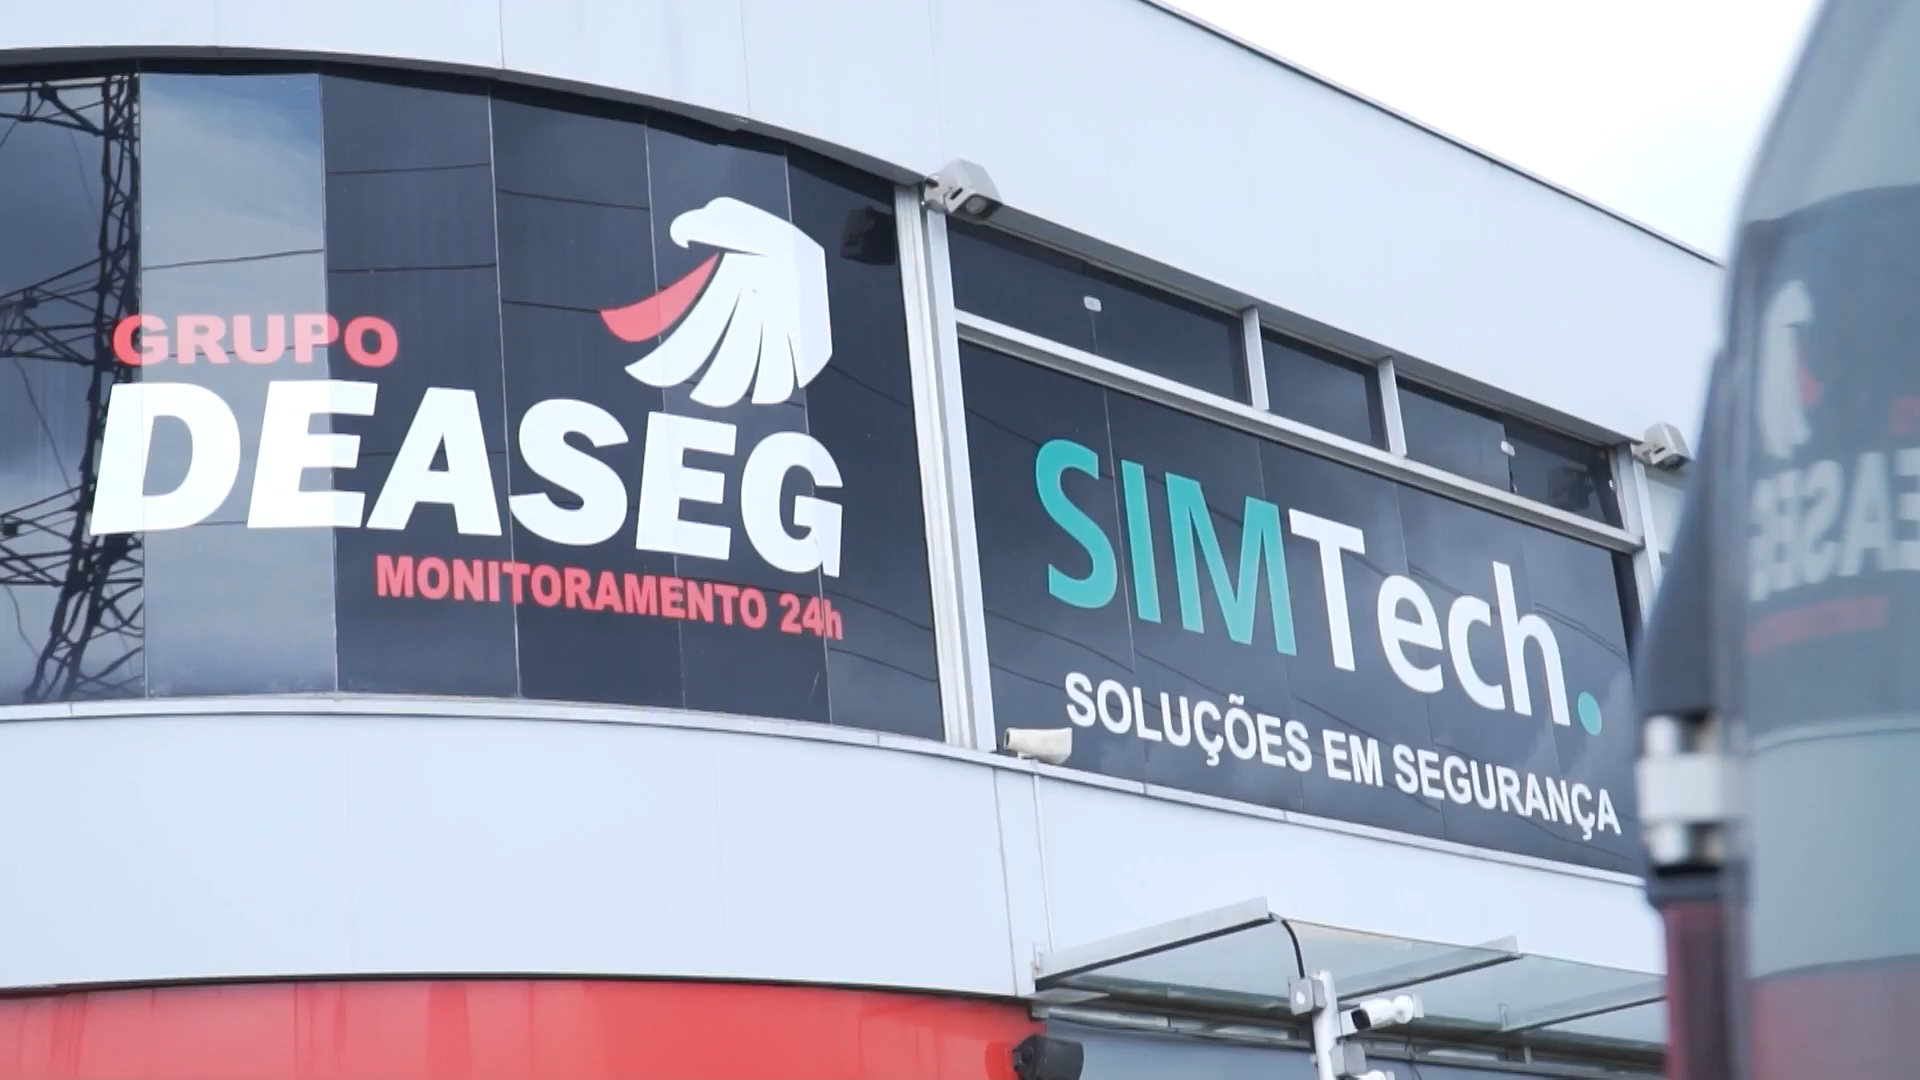 GRUPO
DEASEG
MONITORAMENTO 24h
SIMTech.
SOLUÇÕES EM SEGURANÇA